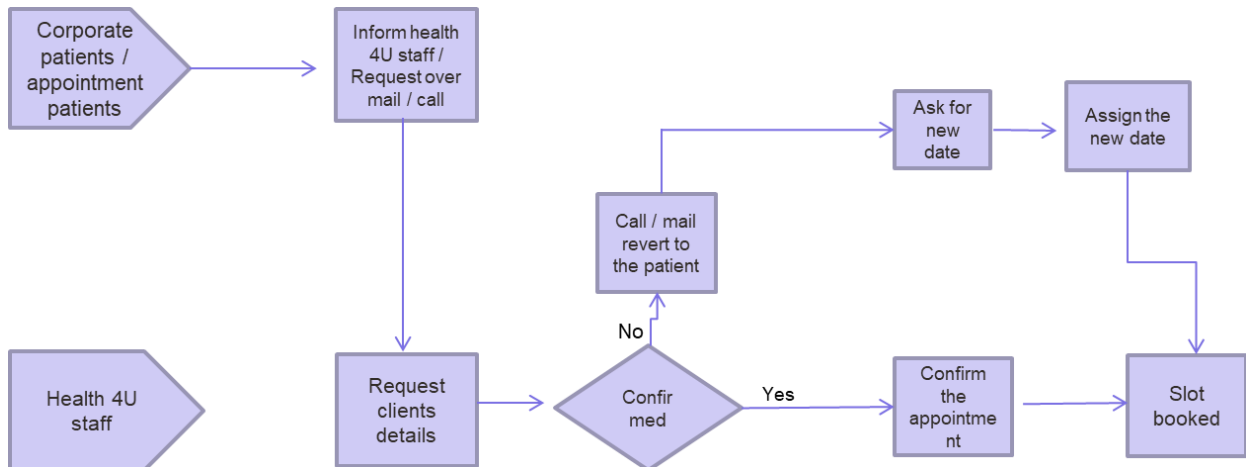 Corporate
patients /
appointment
patients
Inform health
4U staff /
Request over
mail / call
Ask for
new
date
Assign the
new date
Call / mail
revert to
the patient
No
Health 4U
staff
Request
clients
details
Confir
med
Yes
Confirm
the
appointme
nt
Slot
booked